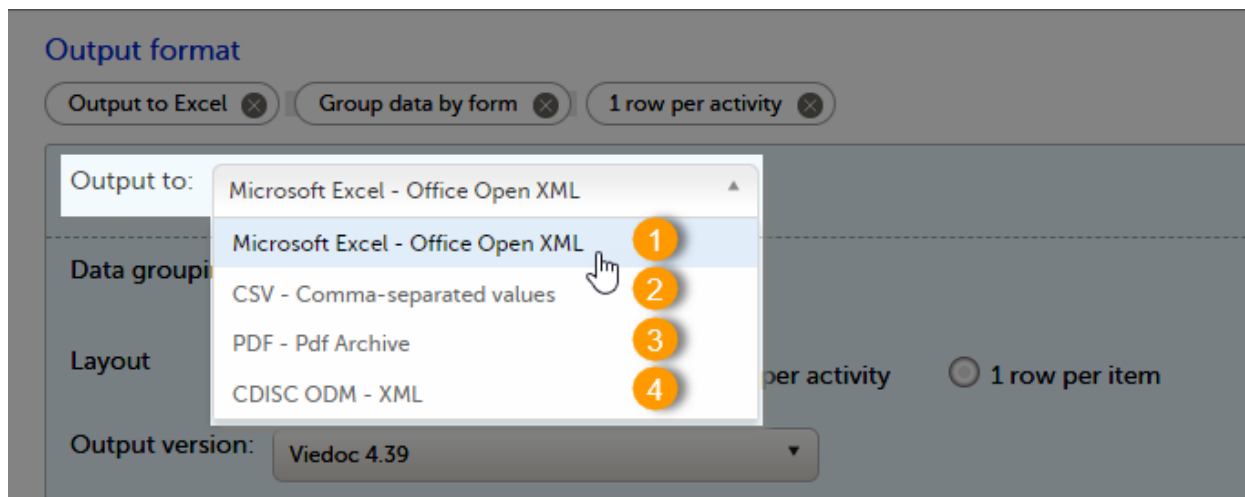 Output format
Output to Excel Group data by form 1 row per activity
Output to: Microsoft Excel - Office Open XML
Microsoft Excel - Office Open XML 1
Data groupi
CSV - Comma-separated values 2
PDF - Pdf Archive 3
Layout per activity 1 row per item
CDISC ODM - XML 4
Output version: Viedoc 4.39